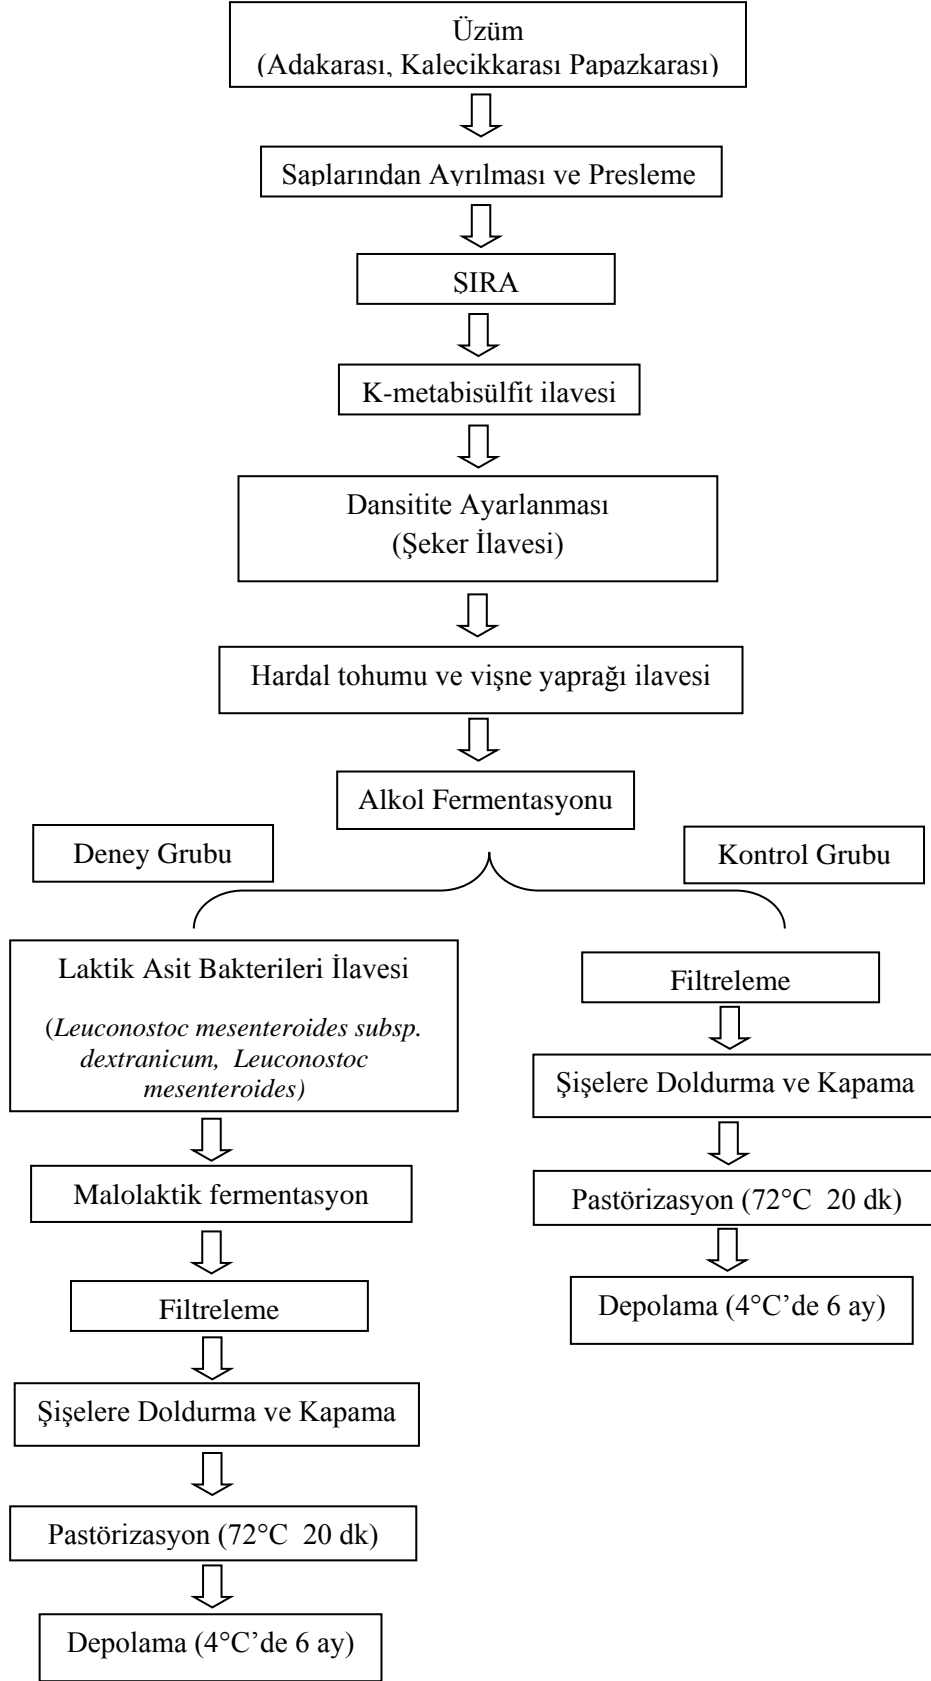 Üzüm
(Adakarası, Kalecikkarası Papazkarası)
Saplarından Ayrılması ve Presleme
ŞIRA
K-metabisülfit ilavesi
Dansitite Ayarlanması
(Şeker İlavesi)
Hardal tohumu ve vişne yaprağı ilavesi
Alkol Fermentasyonu
Deney Grubu
Kontrol Grubu
Laktik Asit Bakterileri İlavesi
(Leuconostoc mesenteroides subsp.
dextranicum, Leuconostoc
mesenteroides)
Malolaktik fermentasyon
Filtreleme
Şişelere Doldurma ve Kapama
Pastörizasyon (72°C 20 dk)
Depolama (4°C’de 6 ay)
Filtreleme
Şişelere Doldurma ve Kapama
Pastörizasyon (72°C 20 dk)
Depolama (4°C’de 6 ay)